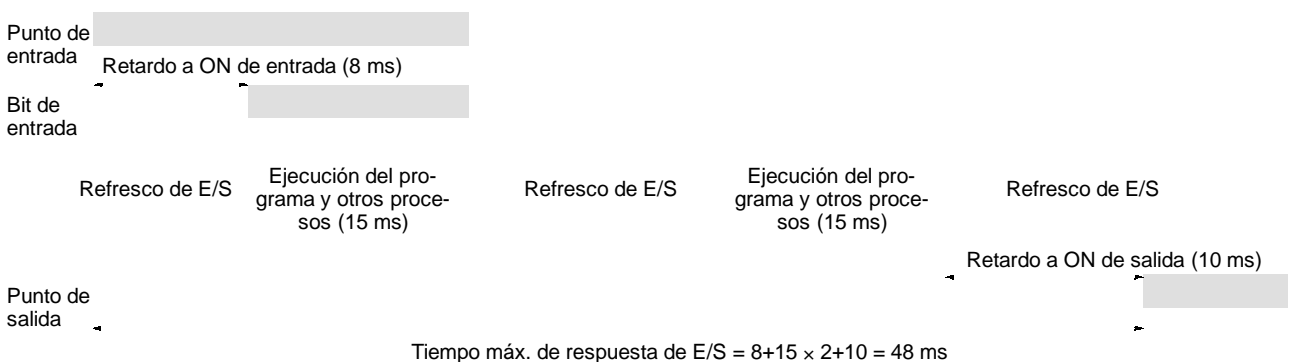 Punto de
entrada
Retardo a ON de entrada (8 ms)
Bit de
entrada
Refresco de E/S
Ejecución del pro-
grama y otros proce-
sos (15 ms)
Refresco de E/S
Ejecución del pro-
grama y otros proce-
sos (15 ms)
Refresco de E/S
Retardo a ON de salida (10 ms)
Punto de
salida
Tiempo máx. de respuesta de E/S = 8+15 × 2+10 = 48 ms